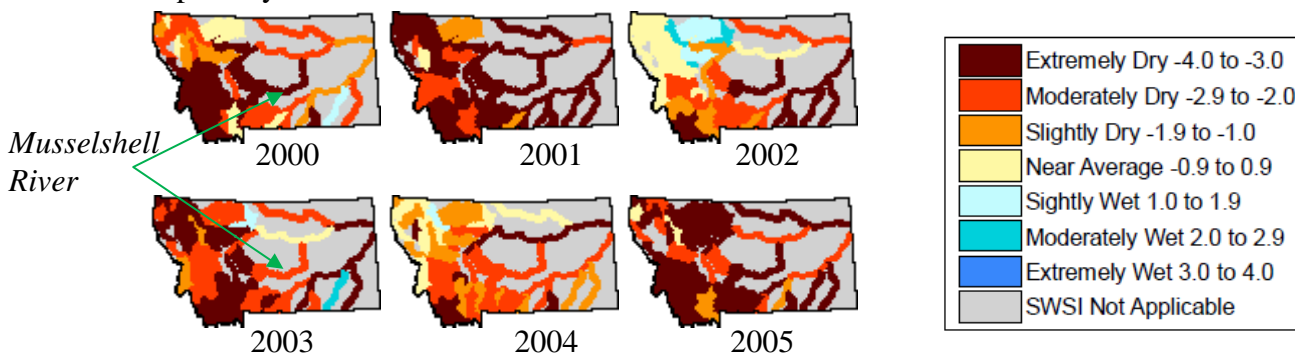 2000
2001
2002
Musselshell
River
2003
2004
2005
Extremely Dry -4.0 to -3.0
Moderately Dry -2.9 to -2.0
Slightly Dry -1.9 to -1.0
Near Average -0.9 to 0.9
Sightly Wet 1.0 to 1.9
Moderately Wet 2.0 to 2.9
Extremely Wet 3.0 to 4.0
SWSI Not Applicable